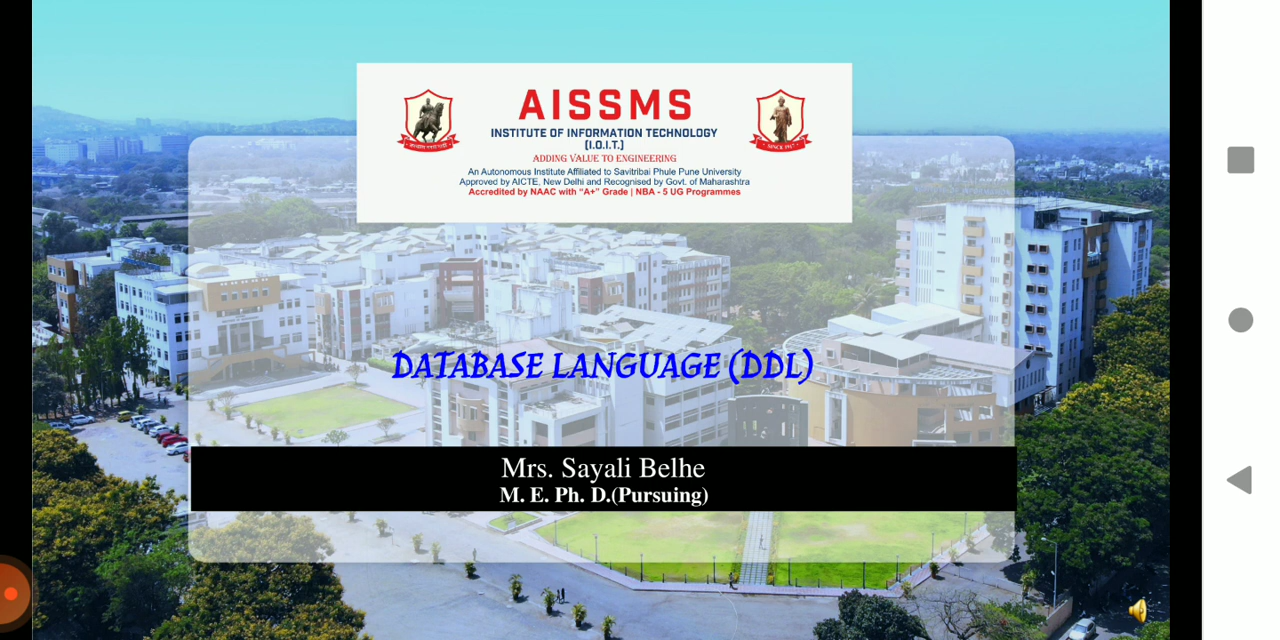 AISSMS
INSTITUTE OF INFORMATION TECHNOLOGY
(I.O.I.T.)
ADDING VALUE TO ENGINEERING
An Autonomous Institute Affiliated to Savitribai Phule Pune University
Approved by AICTE, New Delhi and Recognised by Govt. of Maharashtra
Accredited by NAAC with “A+” Grade | NBA - 5 UG Programmes
SINCE 1917
DATABASE LANGUAGE (DDL)
Mrs. Sayali Belhe
M. E. Ph. D.(Pursuing)